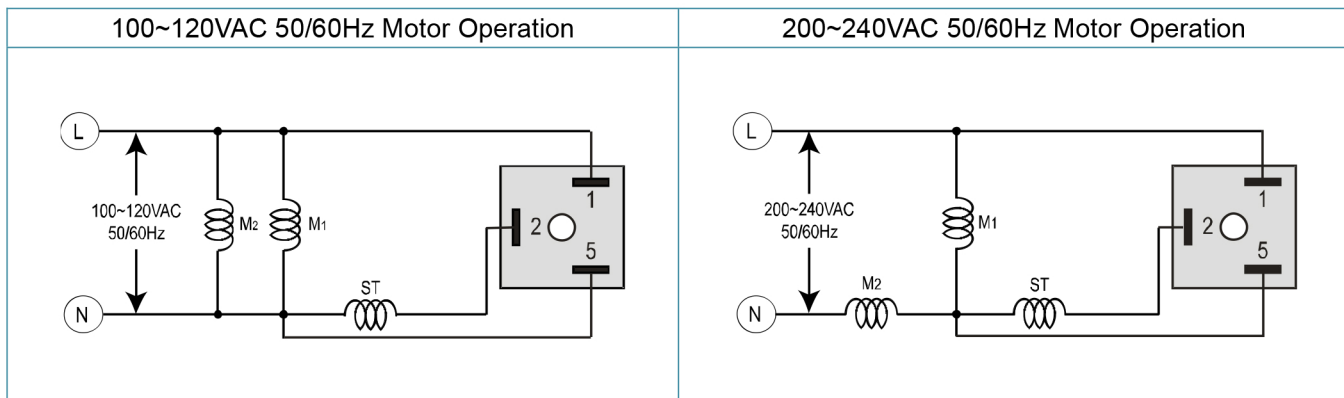 100~120VAC 50/60Hz Motor Operation
200~240VAC 50/60Hz Motor Operation
L
100~120VAC
50/60Hz
M2
M1
1
2
5
ST
N
L
200~240VAC
50/60Hz
M1
1
2
5
M2
ST
N